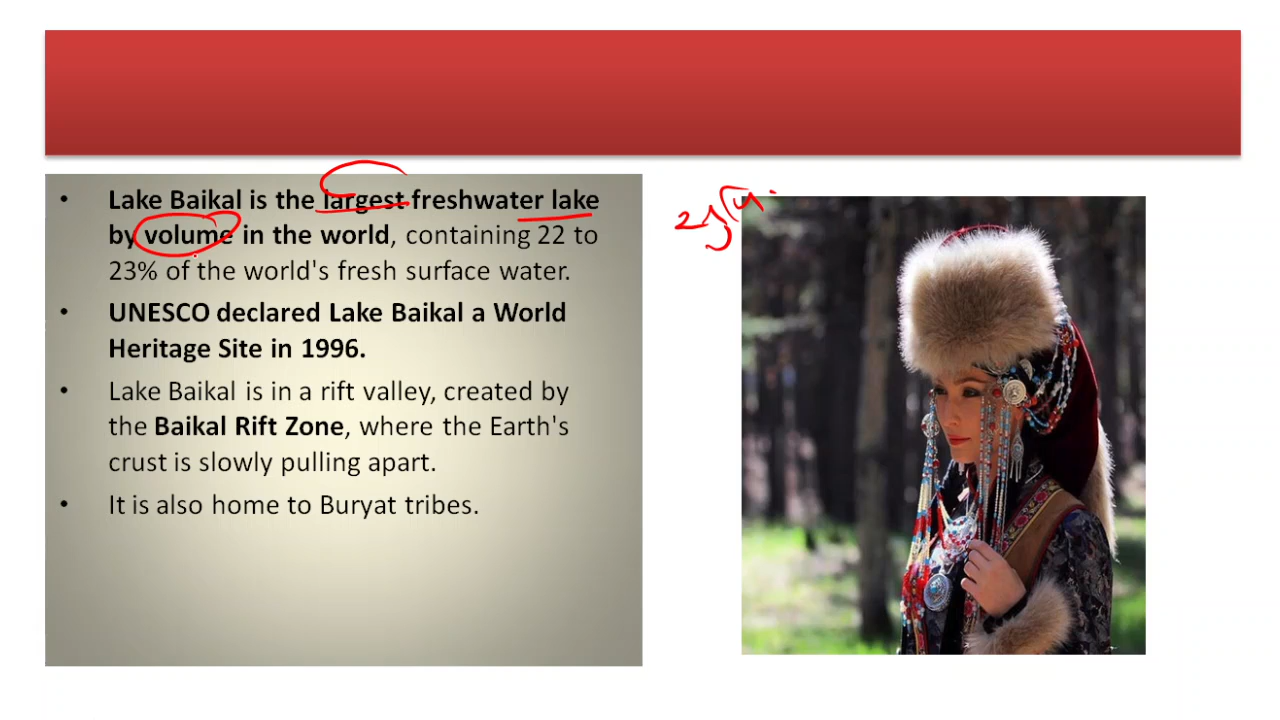 • Lake Baikal is the largest freshwater lake
by volume in the world, containing 22 to
23% of the world's fresh surface water.
• UNESCO declared Lake Baikal a World
Heritage Site in 1996.
• Lake Baikal is in a rift valley, created by
the Baikal Rift Zone, where the Earth's
crust is slowly pulling apart.
• It is also home to Buryat tribes.